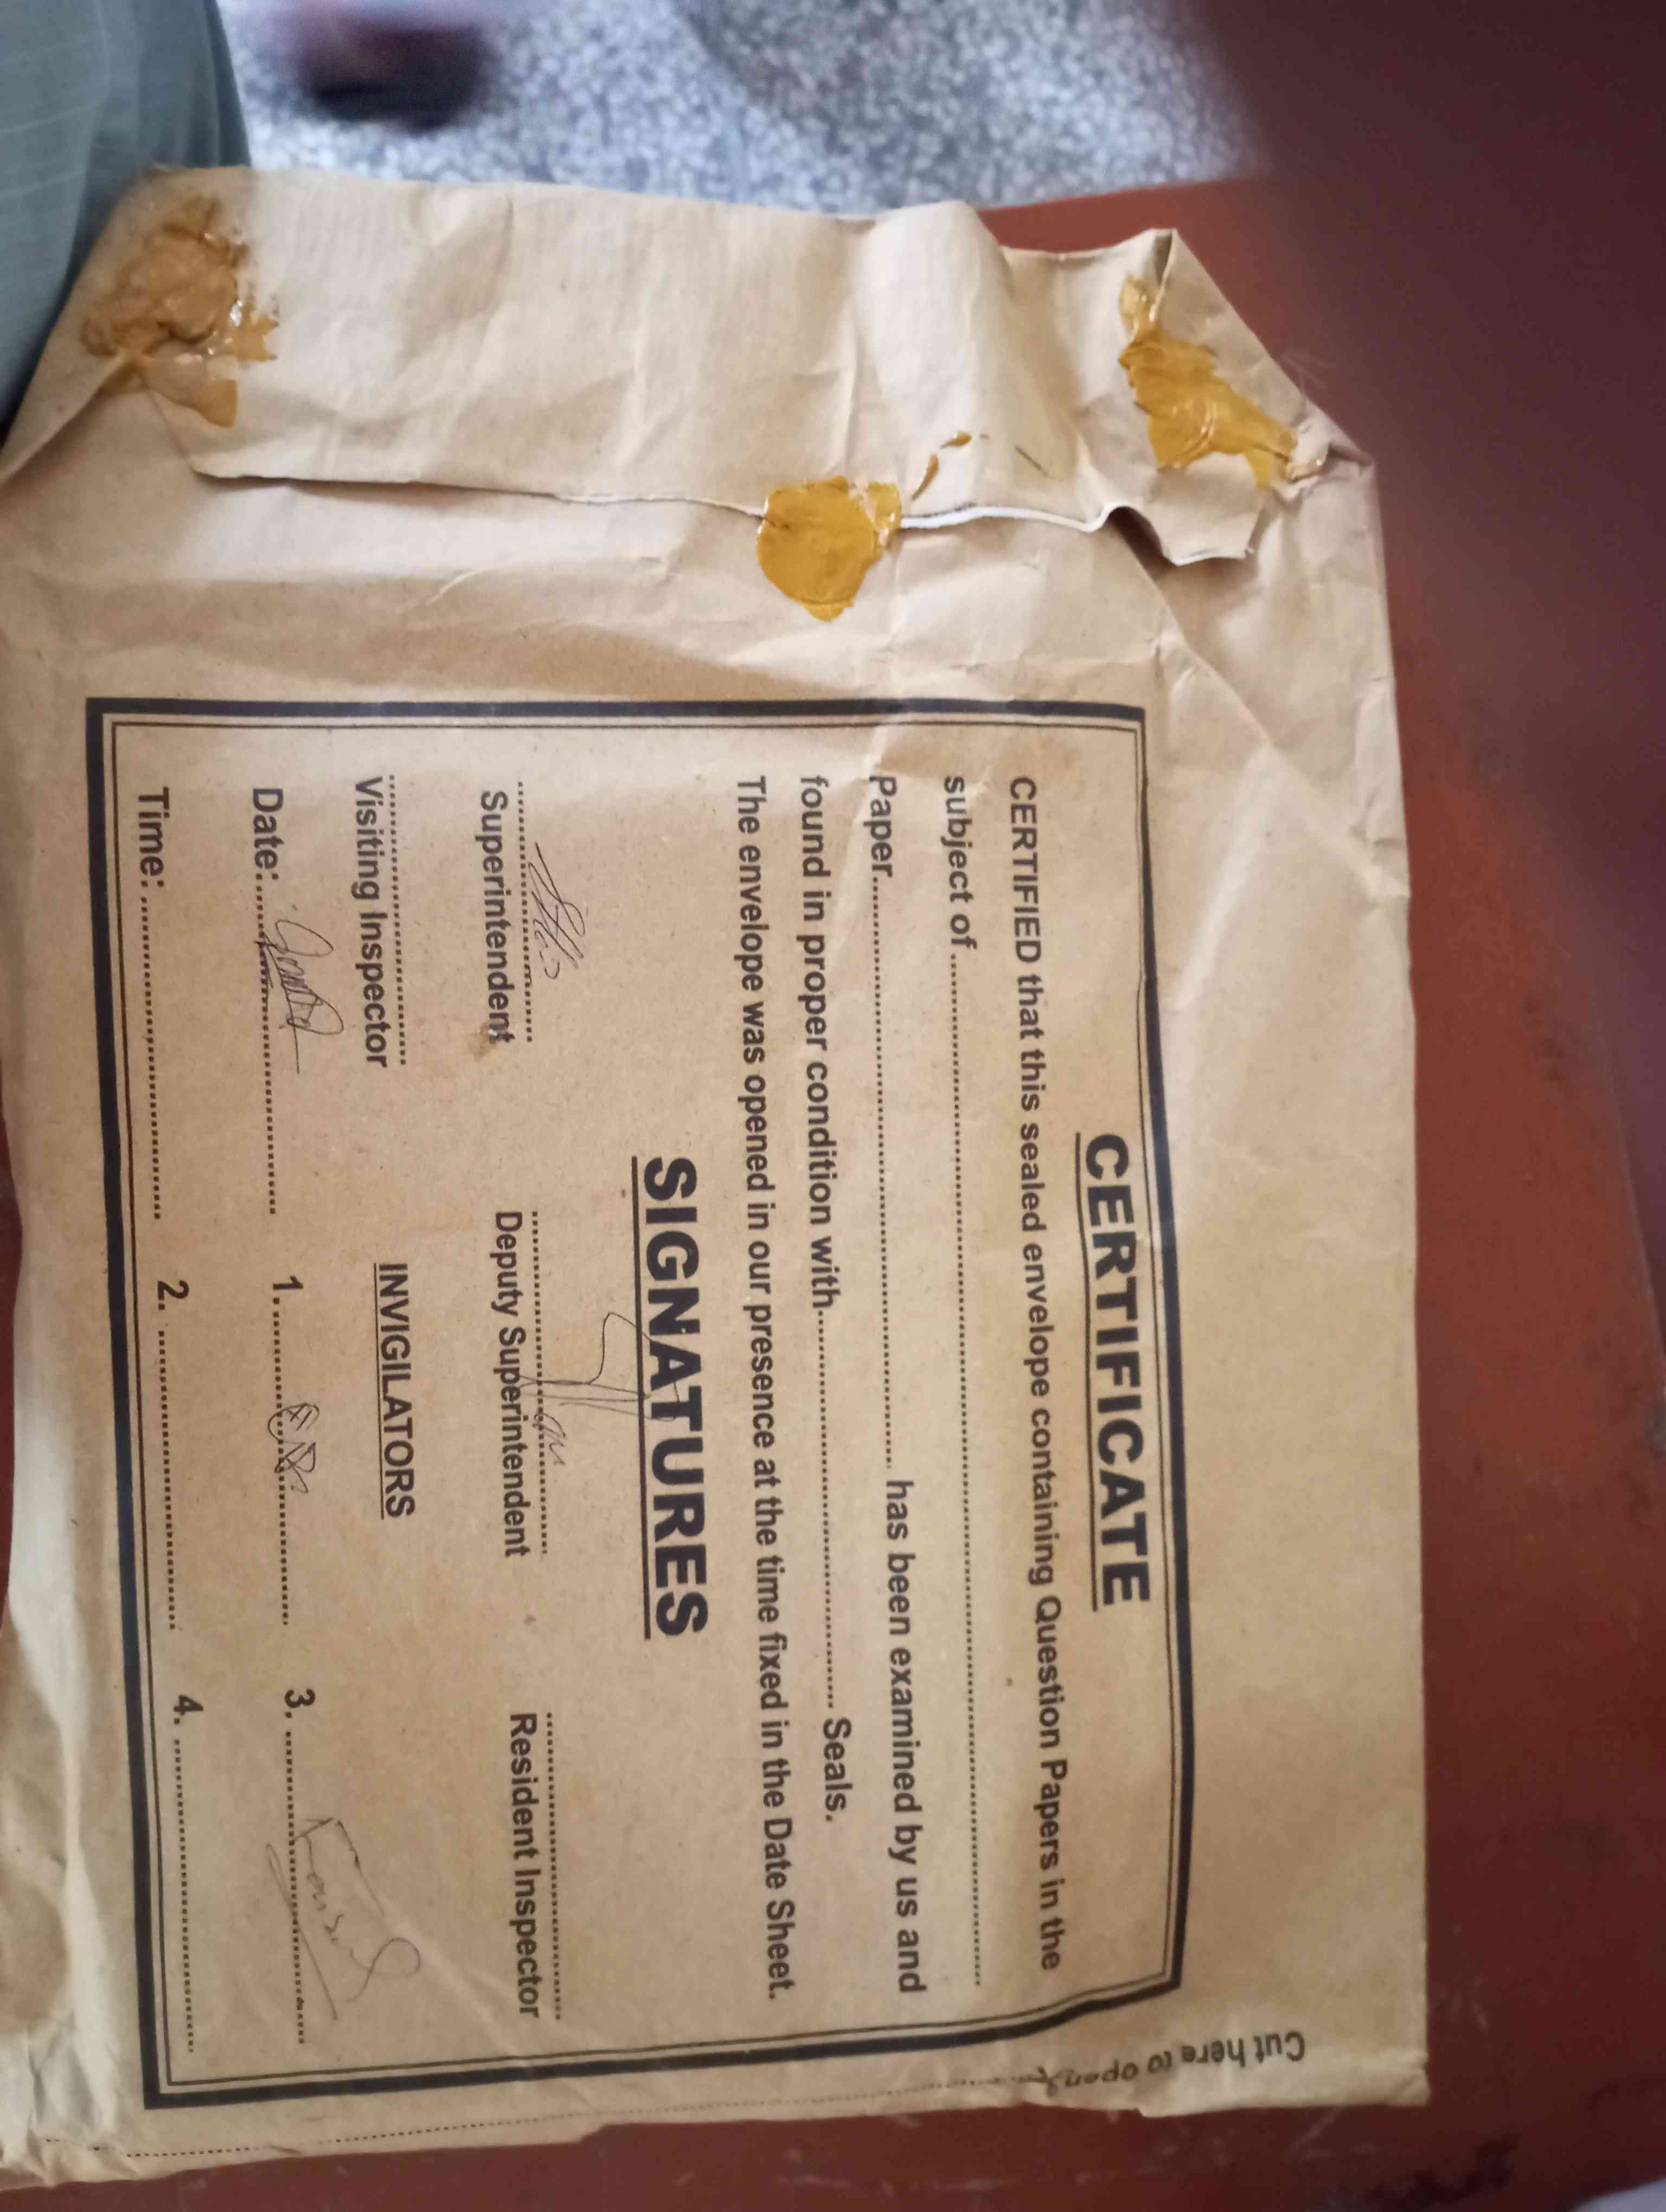 CERTIFICATE
CERTIFIED that this sealed envelope containing Question Papers in the
subject of..........................................................................
Paper.................................................. has been examined by us and
found in proper condition with.................................. Seals.
The envelope was opened in our presence at the time fixed in the Date Sheet.
SIGNATURES
Superintendent Deputy Superintendent Resident Inspector
Visiting Inspector INVIGILATORS
Date:.............................. 1.............................. 3. ..............................
Time: .............................. 2. .............................. 4. ..............................
Cut here to open